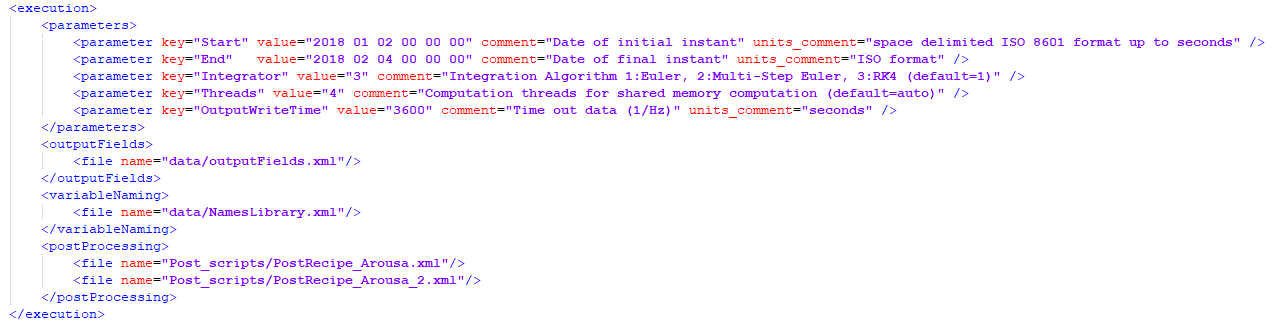 <execution>
    <parameters>
        <parameter key="Start" value="2018 01 02 00 00 00" comment="Date of initial instant" units_comment="space delimited ISO 8601 format up to seconds" />
        <parameter key="End"   value="2018 02 04 00 00 00" comment="Date of final instant" units_comment="ISO format" />
        <parameter key="Integrator" value="3" comment="Integration Algorithm 1:Euler, 2:Multi-Step Euler, 3:RK4 (default=1)" />
        <parameter key="Threads" value="4" comment="Computation threads for shared memory computation (default=auto)" />
        <parameter key="OutputWriteTime" value="3600" comment="Time out data (1/Hz)" units_comment="seconds" />
    </parameters>
    <outputFields>
        <file name="data/outputFields.xml"/>
    </outputFields>
    <variableNaming>
        <file name="data/NamesLibrary.xml"/>
    </variableNaming>
    <postProcessing>
        <file name="Post_scripts/PostRecipe_Arousa.xml"/>
        <file name="Post_scripts/PostRecipe_Arousa_2.xml"/>
    </postProcessing>
</execution>